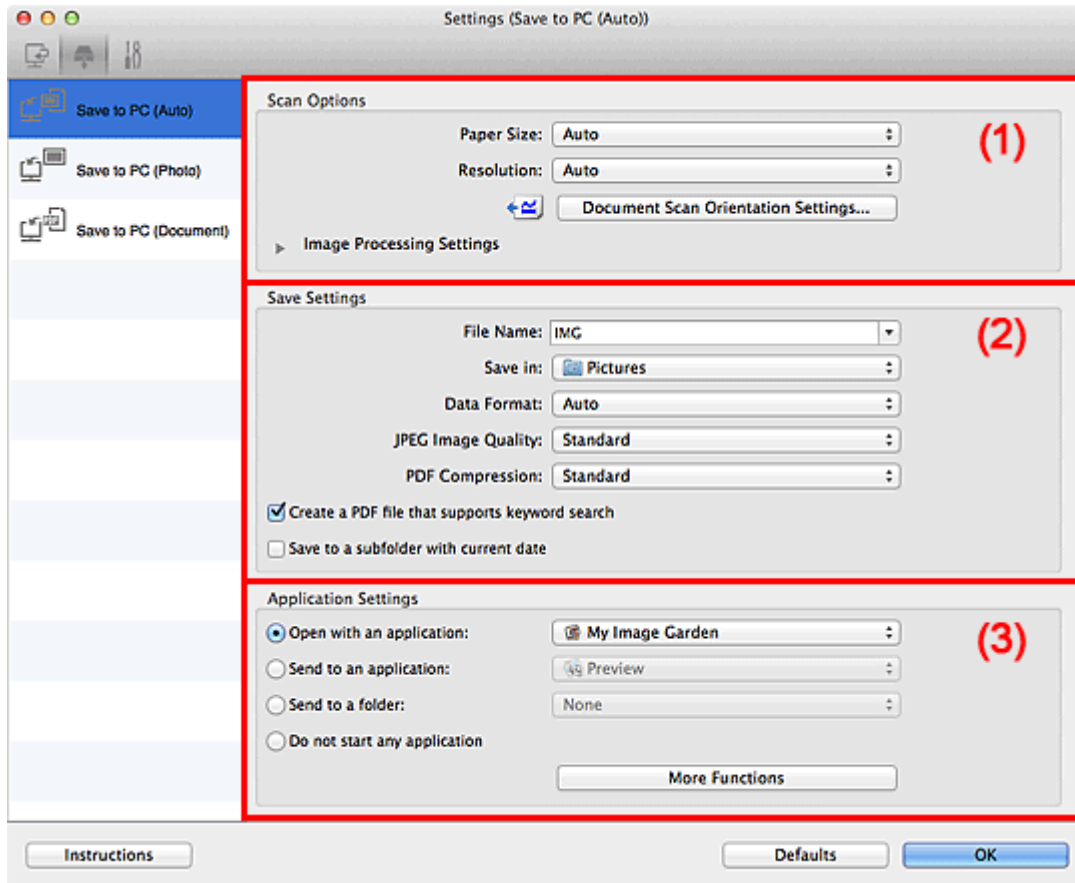 Settings (Save to PC (Auto))
Save to PC (Auto)
Save to PC (Photo)
Save to PC (Document)
Scan Options
(1)
Paper Size: Auto
Resolution: Auto
Document Scan Orientation Settings...
Image Processing Settings
Save Settings
(2)
File Name: IMG
Save in: Pictures
Data Format: Auto
JPEG Image Quality: Standard
PDF Compression: Standard
Create a PDF file that supports keyword search
Save to a subfolder with current date
Application Settings
(3)
Open with an application: My Image Garden
Send to an application: Preview
Send to a folder: None
Do not start any application
More Functions
Instructions Defaults OK